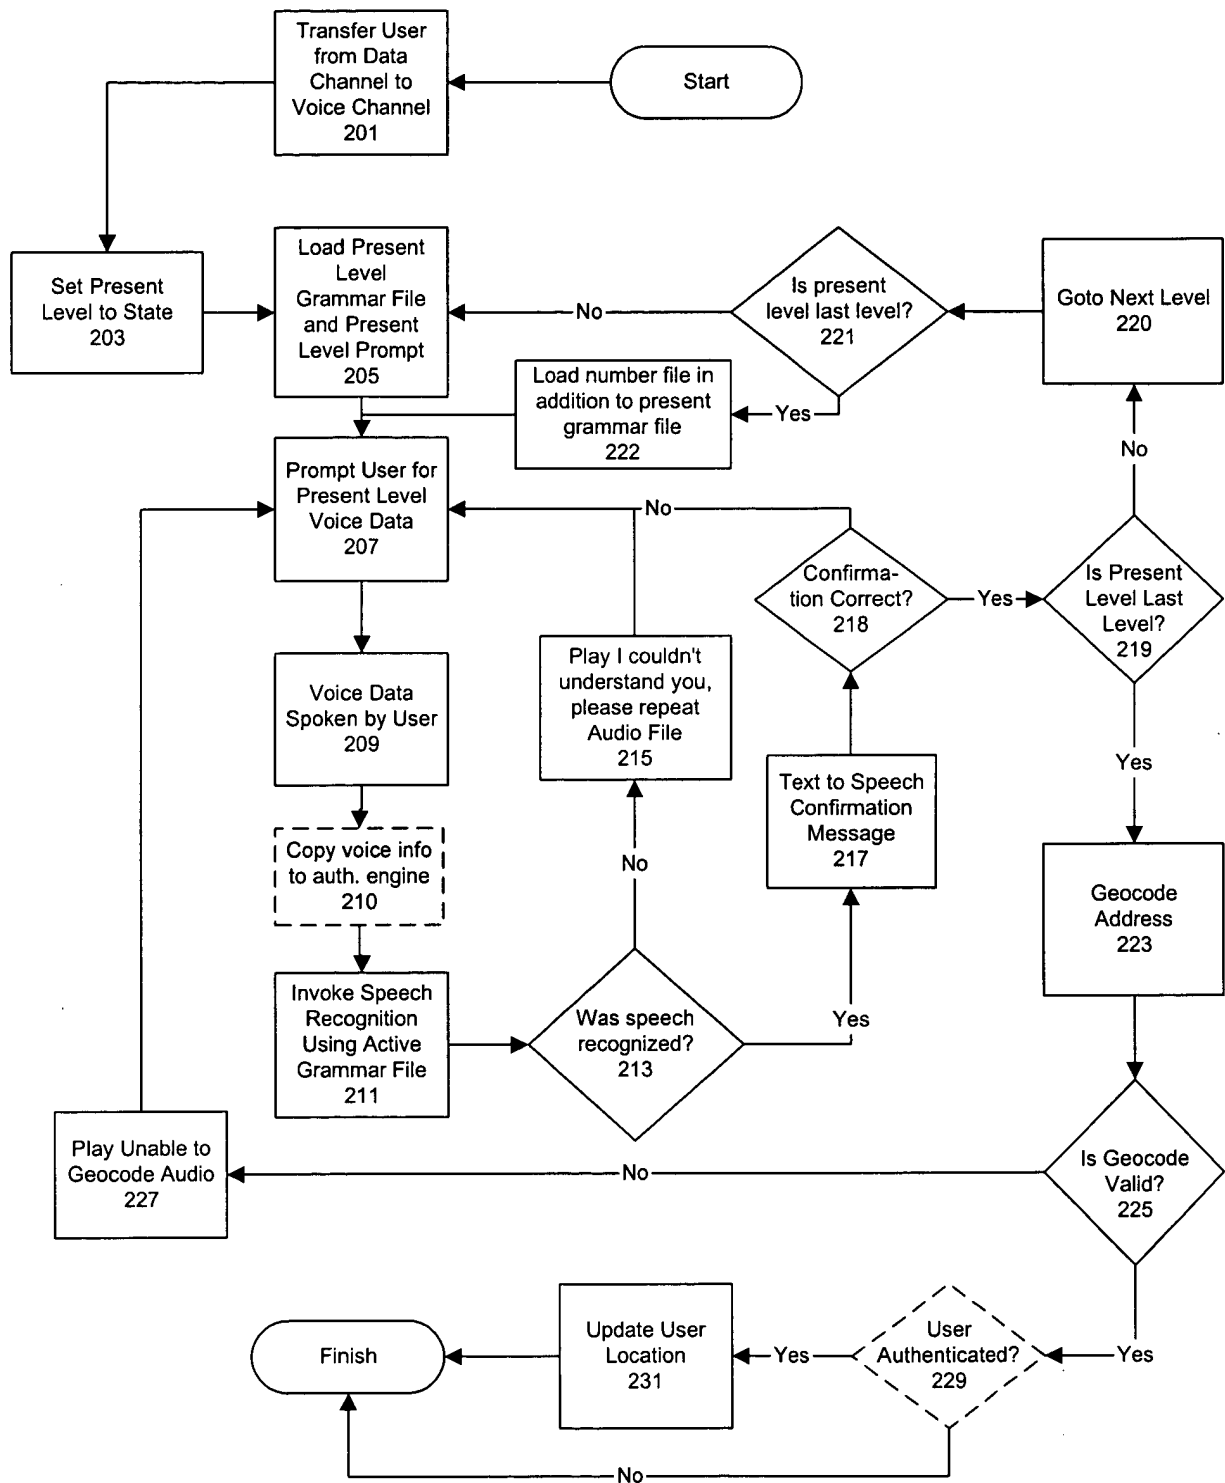 Transfer User
from Data
Channel to
Voice Channel
201
Start
Set Present
Level to State
203
Load Present
Level
Grammar File
and Present
Level Prompt
205
No
Is present
level last level?
221
Goto Next Level
220
Load number file in
addition to present
grammar file
222
Yes
No
Prompt User for
Present Level
Voice Data
207
No
Confirma-
tion Correct?
218
Yes
Is Present
Level Last
Level?
219
Play I couldn't
understand you,
please repeat
Audio File
215
Voice Data
Spoken by User
209
Yes
Text to Speech
Confirmation
Message
217
Copy voice info
to auth. engine
210
No
Geocode
Address
223
Invoke Speech
Recognition
Using Active
Grammar File
211
Was speech
recognized?
213
Yes
Play Unable to
Geocode Audio
227
No
Is Geocode
Valid?
225
Finish
Update User
Location
231
Yes
User
Authenticated?
229
Yes
No